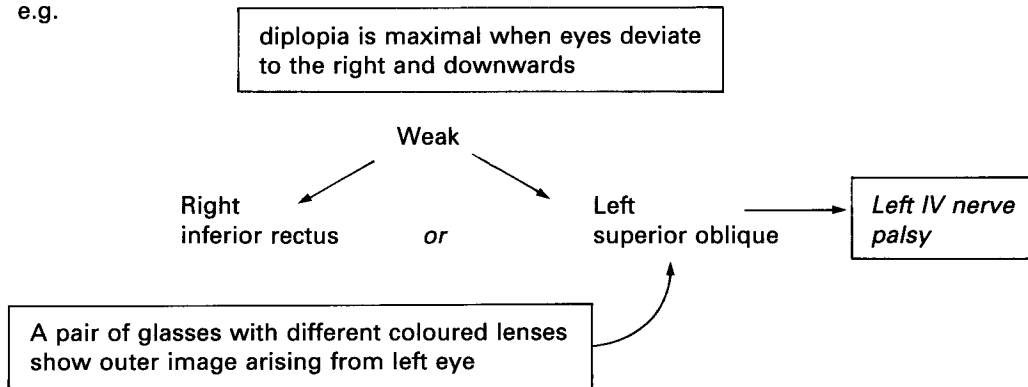 e.g.
diplopia is maximal when eyes deviate
to the right and downwards
Weak
Right
inferior rectus
or
Left
superior oblique
Left IV nerve
palsy
A pair of glasses with different coloured lenses
show outer image arising from left eye